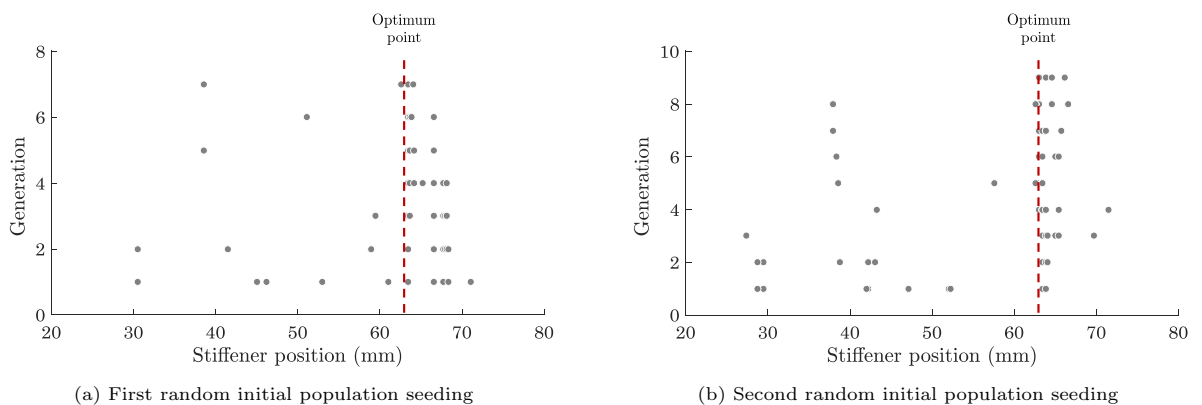 Optimum
point
8
6
4
2
0
Generation
20 30 40 50 60 70 80
Stiffener position (mm)
(a) First random initial population seeding
Optimum
point
10
8
6
4
2
0
Generation
20 30 40 50 60 70 80
Stiffener position (mm)
(b) Second random initial population seeding